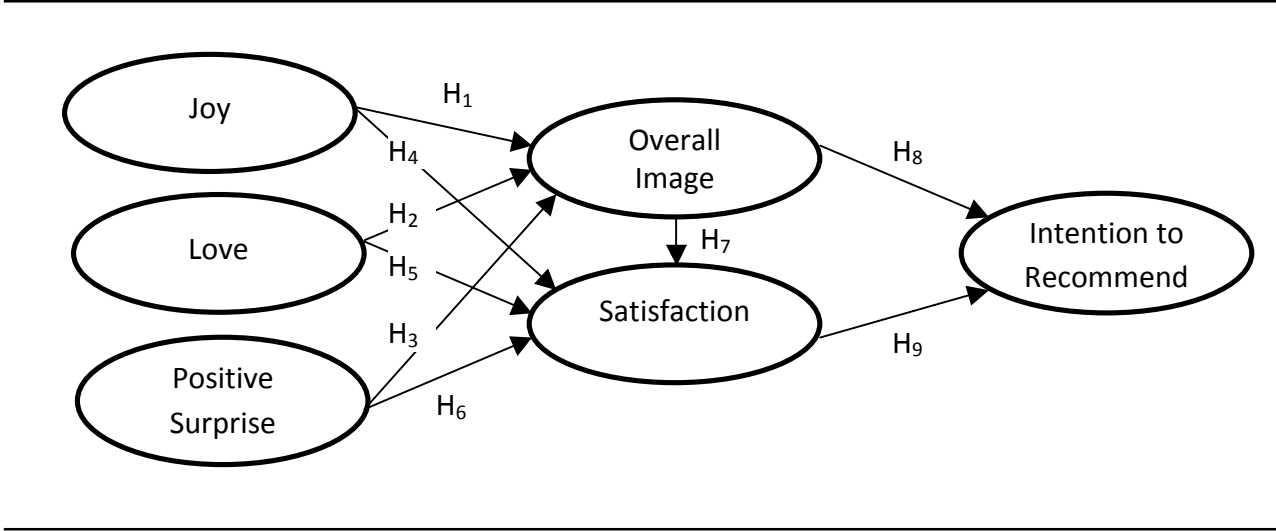 Joy
H₁
Overall
Image
H₄
H₈
H₂
Love
H₅
H₇
Intention to
Recommend
Satisfaction
H₃
H₉
Positive
Surprise
H₆